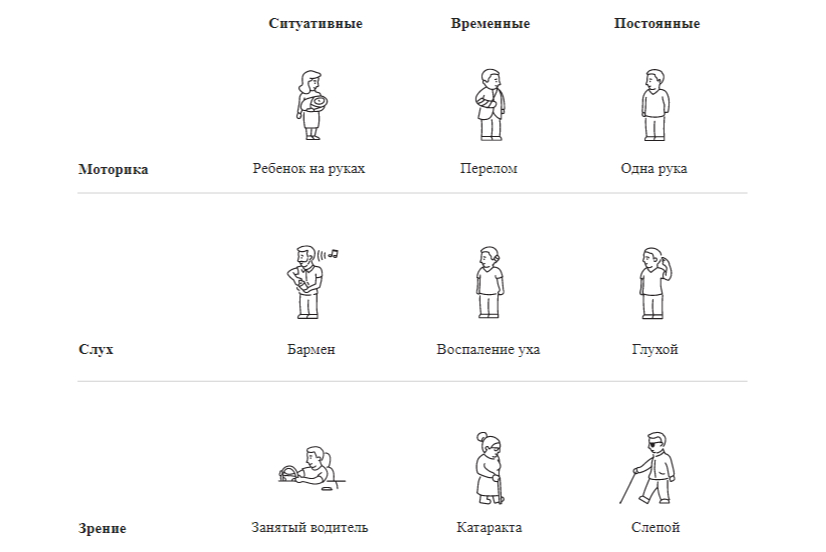 Ситуативные Временные Постоянные
Моторика Ребенок на руках Перелом Одна рука
Слух Бармен Воспаление уха Глухой
Зрение Занятый водитель Катаракта Слепой